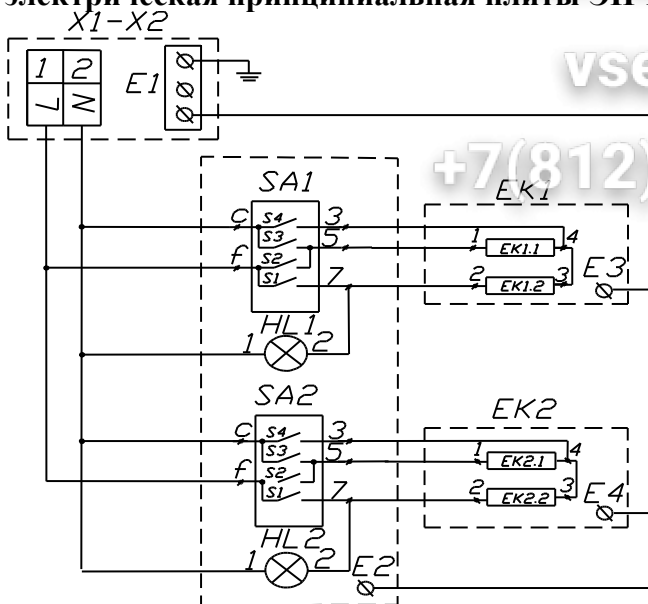 электрическая принципиальная плиты ЭП
X1-X2
1 2
L N
E1
vse
+7(812)
SA1
EK1
C S4 3
S3 5
f S2
S1 7
1 EK1.1 4
2 EK1.2 3
E3
HL1
1 2
SA2
EK2
C S4 3
S3 5
f S2
S1 7
1 EK2.1 4
2 EK2.2 3
E4
HL2
1 2
E2